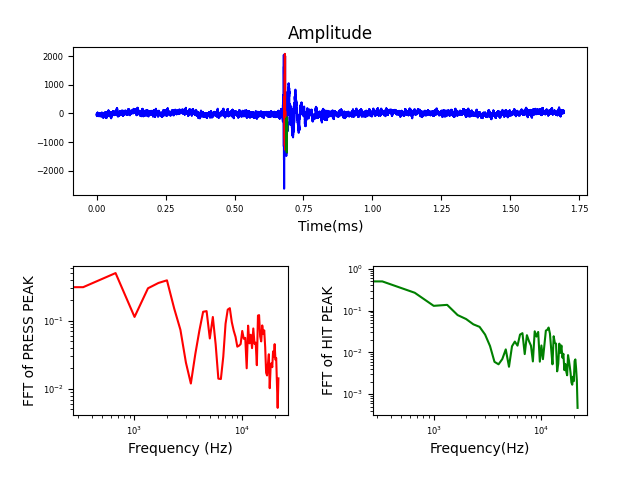 Amplitude
2000
1000
0
−1000
−2000
0.00 0.25 0.50 0.75 1.00 1.25 1.50 1.75
Time(ms)
FFT of PRESS PEAK
10⁻¹
10⁻²
10³ 10⁴
Frequency (Hz)
FFT of HIT PEAK
10⁰
10⁻¹
10⁻²
10⁻³
10³ 10⁴
Frequency(Hz)